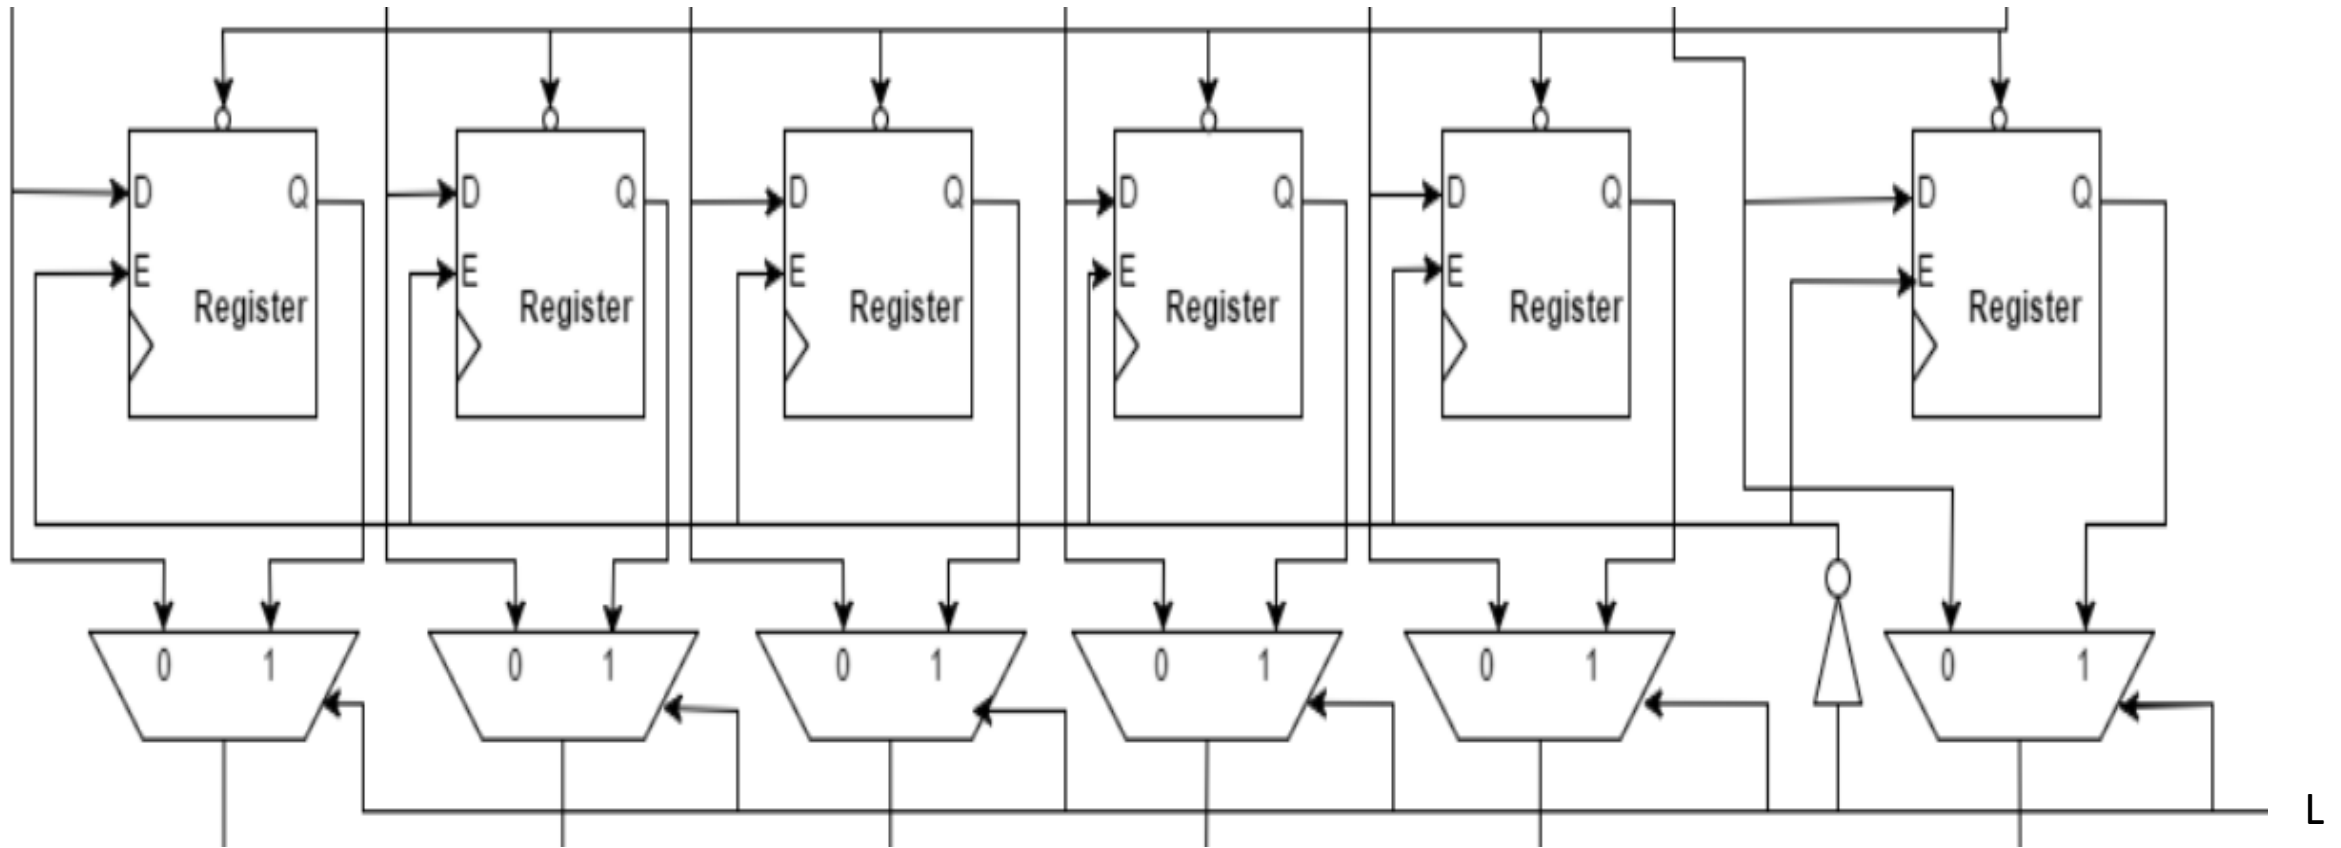 D Q D Q D Q D Q D Q D Q
E E E E E E
Register Register Register Register Register Register
0 1 0 1 0 1 0 1 0 1 0 1
L